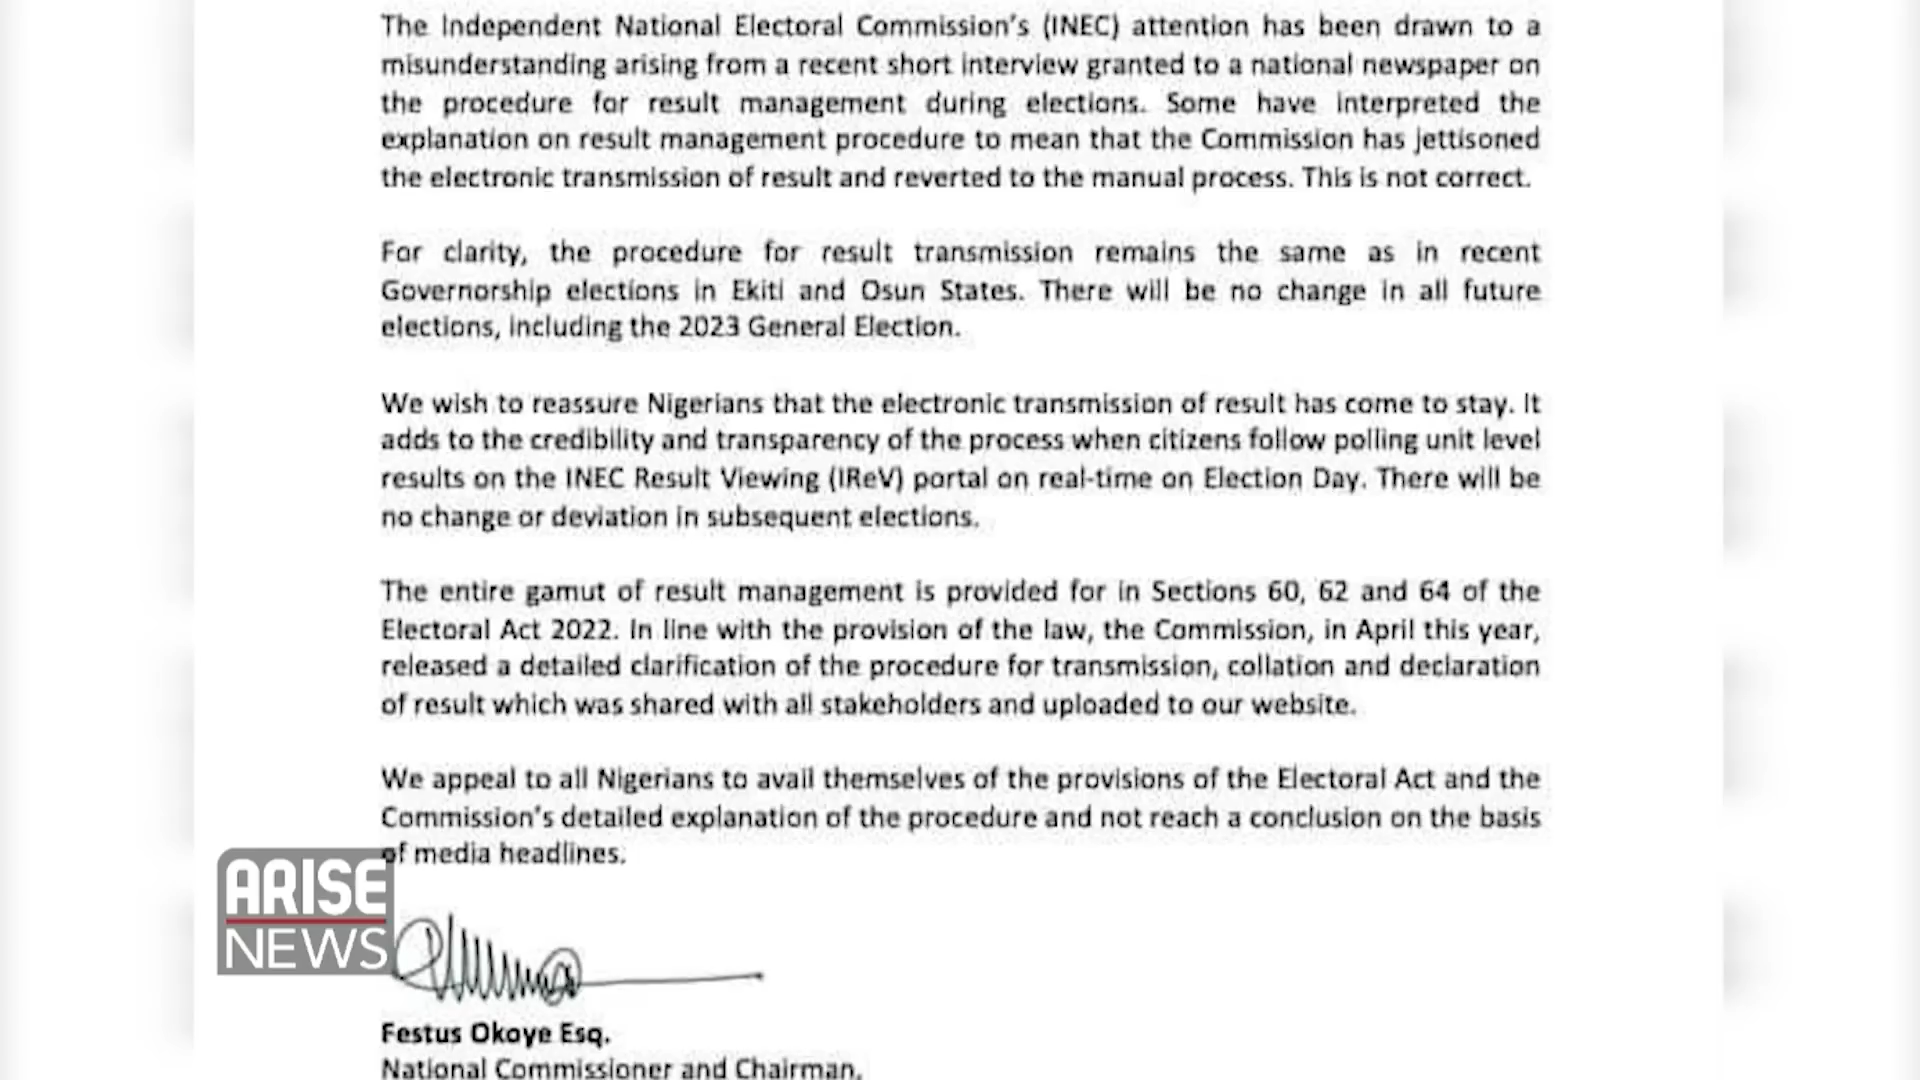 The Independent National Electoral Commission's (INEC) attention has been drawn to a
misunderstanding arising from a recent short interview granted to a national newspaper on
the procedure for result management during elections. Some have interpreted the
explanation on result management procedure to mean that the Commission has jettisoned
the electronic transmission of result and reverted to the manual process. This is not correct.
For clarity, the procedure for result transmission remains the same as in recent
Governorship elections in Ekiti and Osun States. There will be no change in all future
elections, including the 2023 General Election.
We wish to reassure Nigerians that the electronic transmission of result has come to stay. It
adds to the credibility and transparency of the process when citizens follow polling unit level
results on the INEC Result Viewing (IReV) portal on real-time on Election Day. There will be
no change or deviation in subsequent elections.
The entire gamut of result management is provided for in Sections 60, 62 and 64 of the
Electoral Act 2022. In line with the provision of the law, the Commission, in April this year,
released a detailed clarification of the procedure for transmission, collation and declaration
of result which was shared with all stakeholders and uploaded to our website.
We appeal to all Nigerians to avail themselves of the provisions of the Electoral Act and the
Commission's detailed explanation of the procedure and not reach a conclusion on the basis
of media headlines.
ARISE
NEWS
Festus Okoye Esq.
National Commissioner and Chairman,